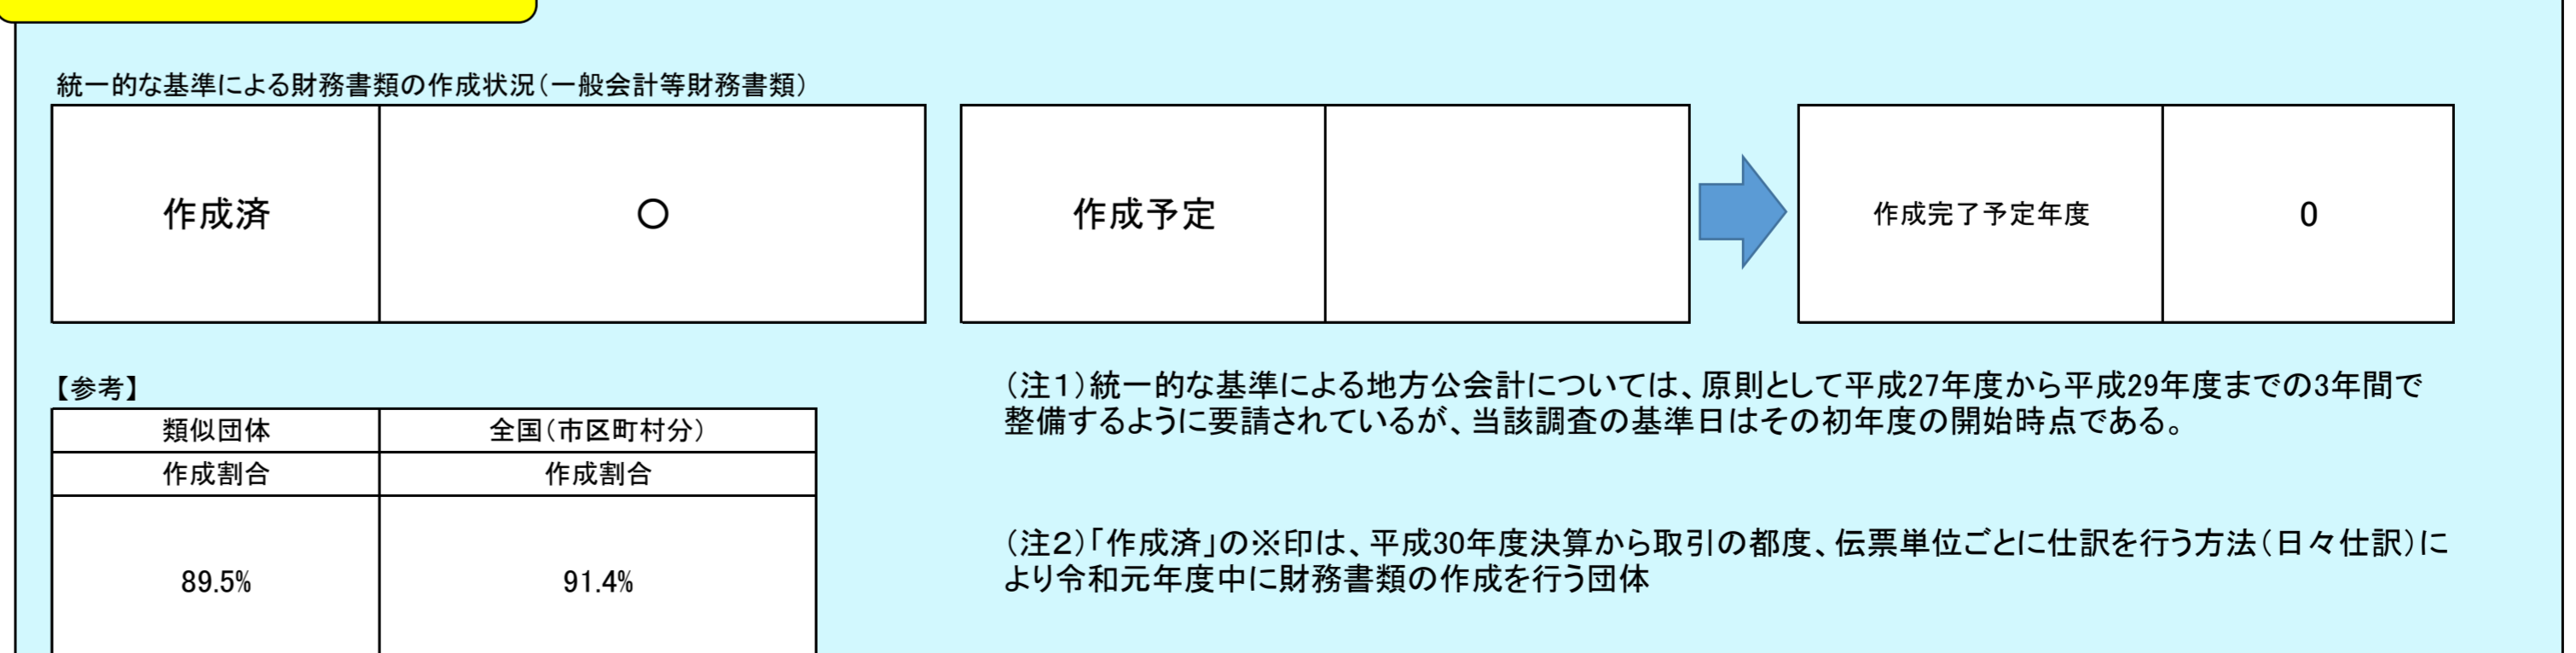 統一的な基準による財務書類の作成状況(一般会計等財務書類)
作成済 ○ 作成予定 作成完了予定年度 0
【参考】
類似団体 全国(市区町村分)
作成割合 作成割合
89.5% 91.4%
(注1)統一的な基準による地方公会計については、原則として平成27年度から平成29年度までの3年間で
整備するように要請されているが、当該調査の基準日はその初年度の開始時点である。
(注2)「作成済」の※印は、平成30年度決算から取引の都度、伝票単位ごとに仕訳を行う方法(日々仕訳)に
より令和元年度中に財務書類の作成を行う団体